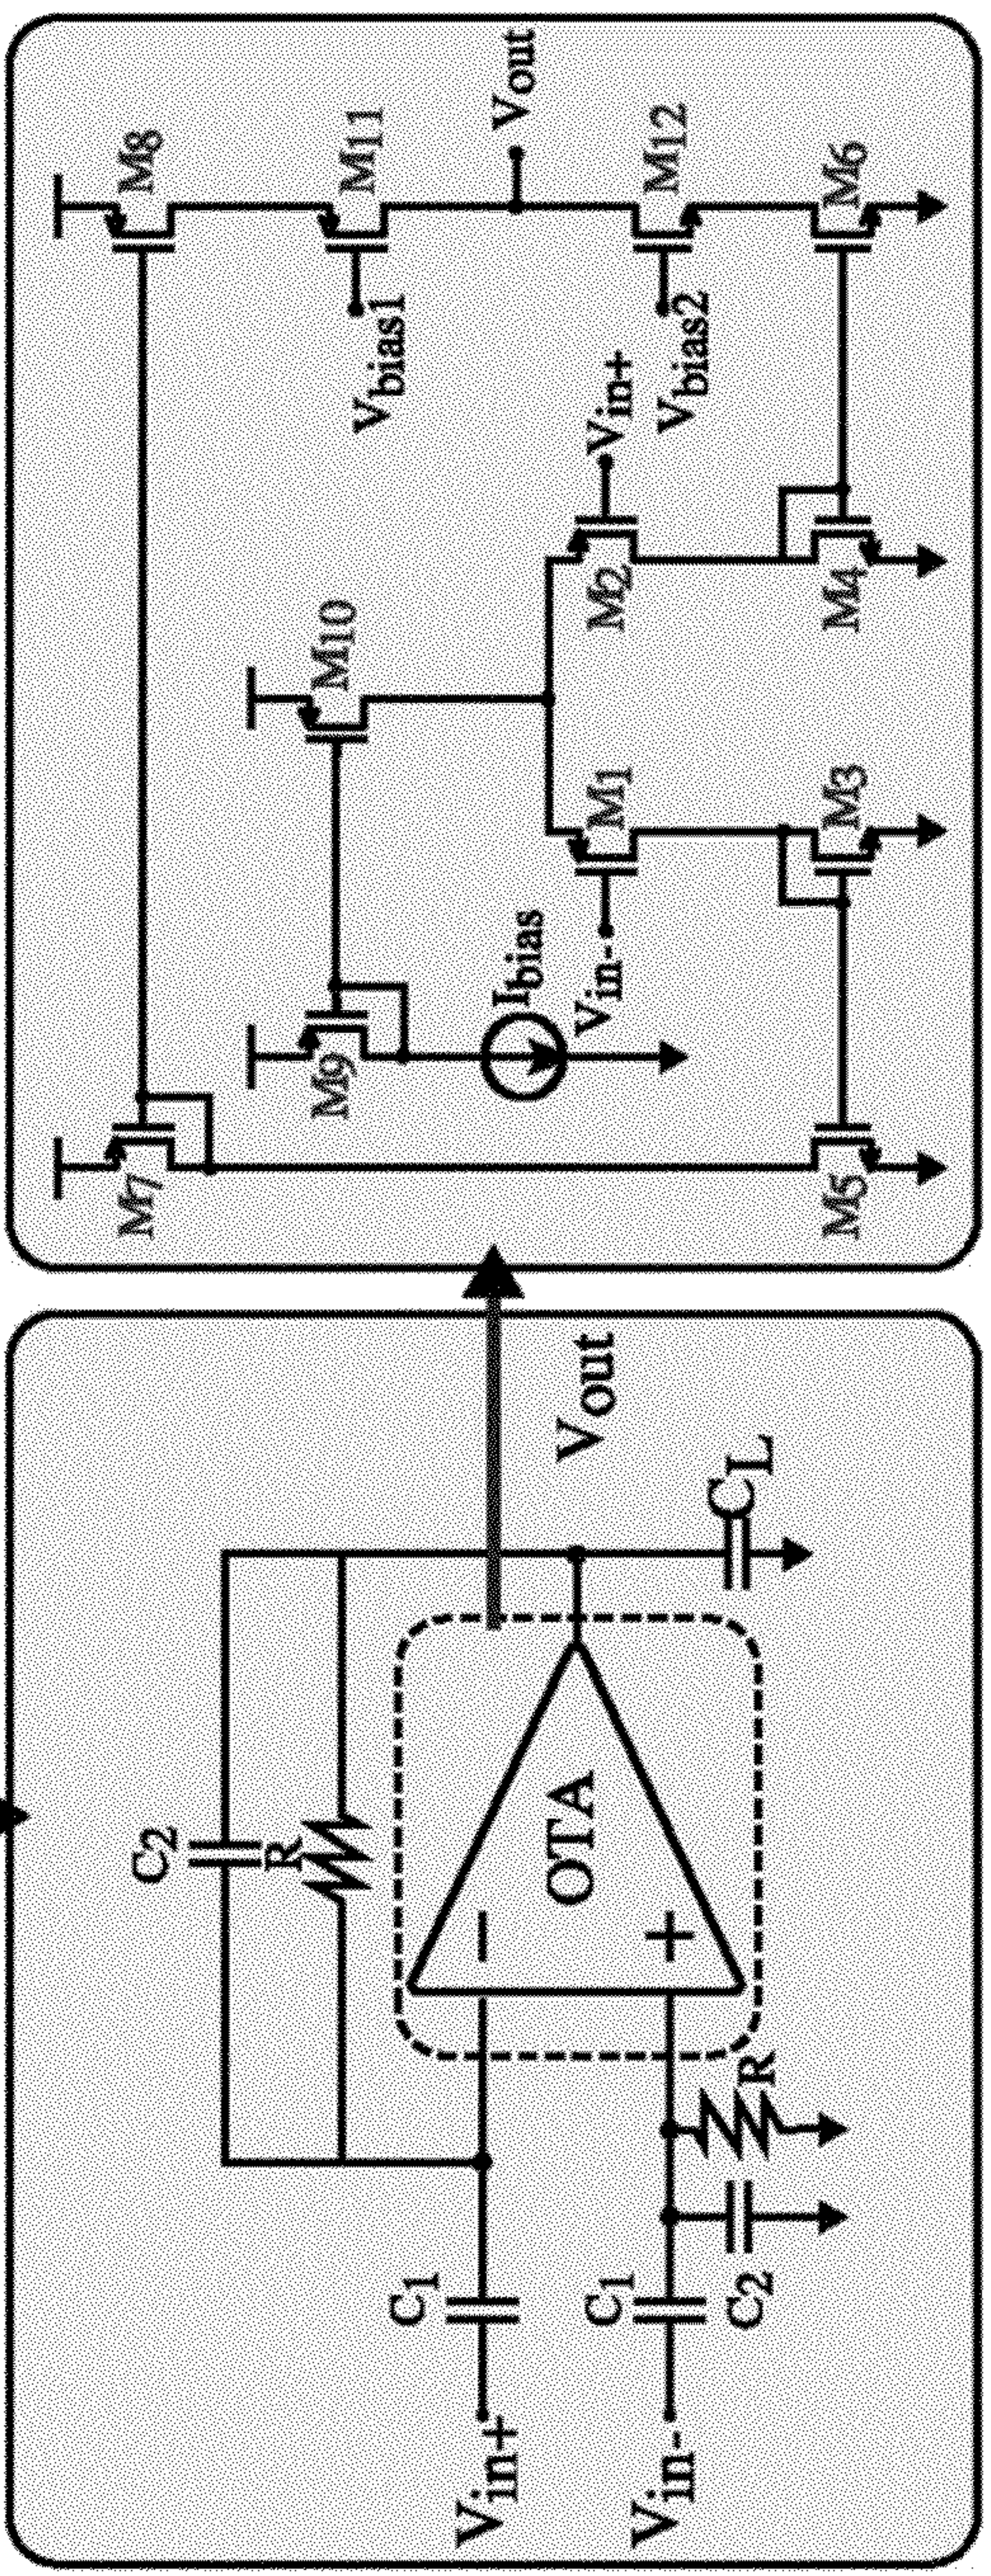 C2
R
C1
Vin+
OTA
−
+
Vout
C1
Vin-
C2
R
CL
M7
M8
M9
M10
M11
Vbias1
Ibias
Vout
Vin-
M1
M2
Vin+
Vbias2
M12
M5
M3
M4
M6